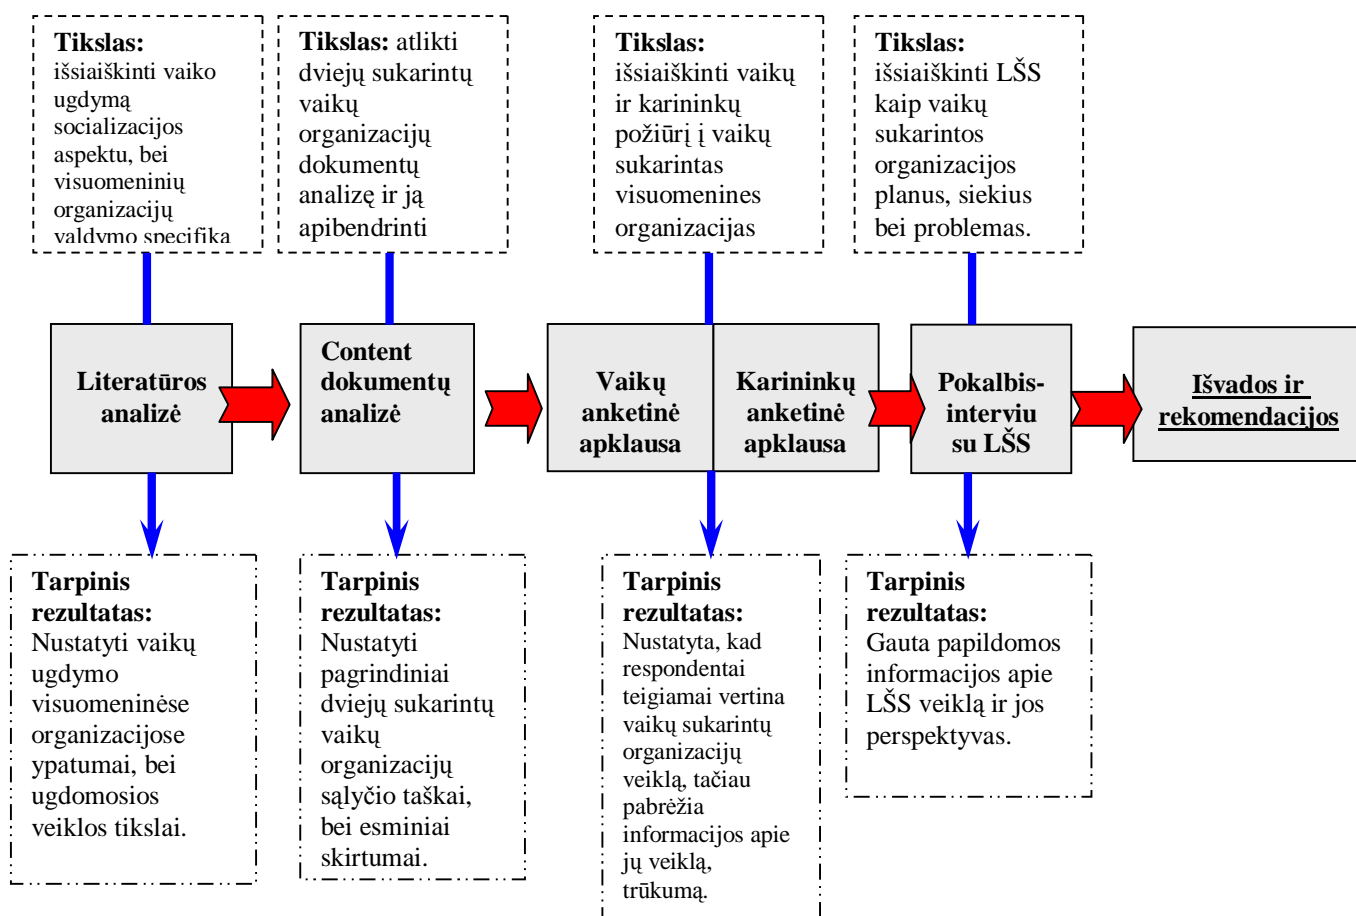 Tikslas:
išsiaiškinti vaiko
ugdymą
socializacijos
aspektu, bei
visuomeninių
organizacijų
valdymo specifiką
Tikslas: atlikti
dviejų sukarintų
vaikų
organizacijų
dokumentų
analizę ir ją
apibendrinti
Tikslas:
išsiaiškinti vaikų
ir karininkų
požiūrį į vaikų
sukarintas
visuomenines
organizacijas
Tikslas:
išsiaiškinti LŠS
kaip vaikų
sukarintos
organizacijos
planus, siekius
bei problemas.
Literatūros
analizė
Content
dokumentų
analizė
Vaikų
anketinė
apklausa
Karininkų
anketinė
apklausa
Pokalbis-
interviu
su LŠS
Išvados ir
rekomendacijos
Tarpinis
rezultatas:
Nustatyti vaikų
ugdymo
visuomeninėse
organizacijose
ypatumai, bei
ugdomosios
veiklos tikslai.
Tarpinis
rezultatas:
Nustatyti
pagrindiniai
dviejų sukarintų
vaikų
organizacijų
sąlyčio taškai,
bei esminiai
skirtumai.
Tarpinis
rezultatas:
Nustatyta, kad
respondentai
teigiamai vertina
vaikų sukarintų
organizacijų
veiklą, tačiau
pabrėžia
informacijos apie
jų veiklą,
trūkumą.
Tarpinis
rezultatas:
Gauta papildomos
informacijos apie
LŠS veiklą ir jos
perspektyvas.